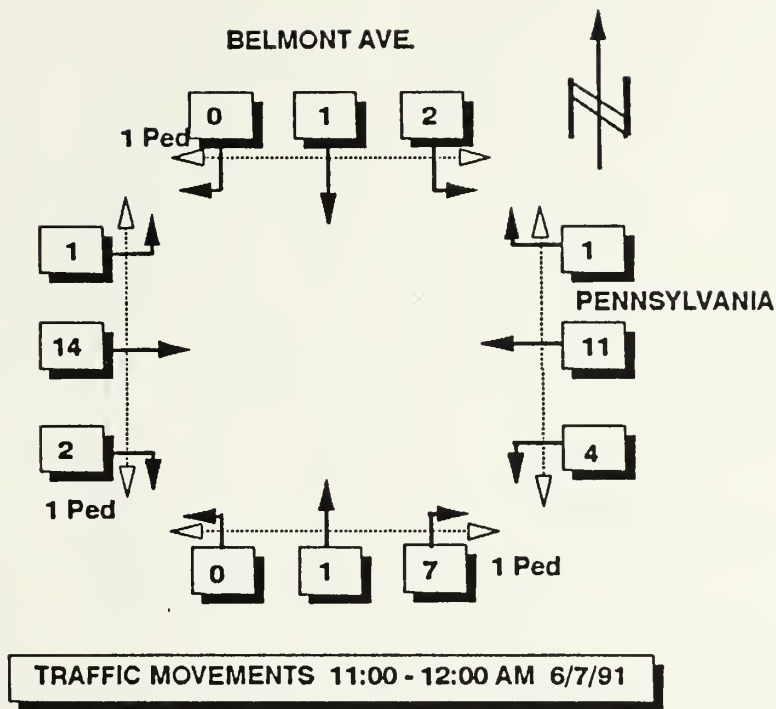 BELMONT AVE.
0 1 2
1 Ped
1 1
PENNSYLVANIA
14 11
2 4
1 Ped
0 1 7 1 Ped
TRAFFIC MOVEMENTS 11:00 - 12:00 AM 6/7/91